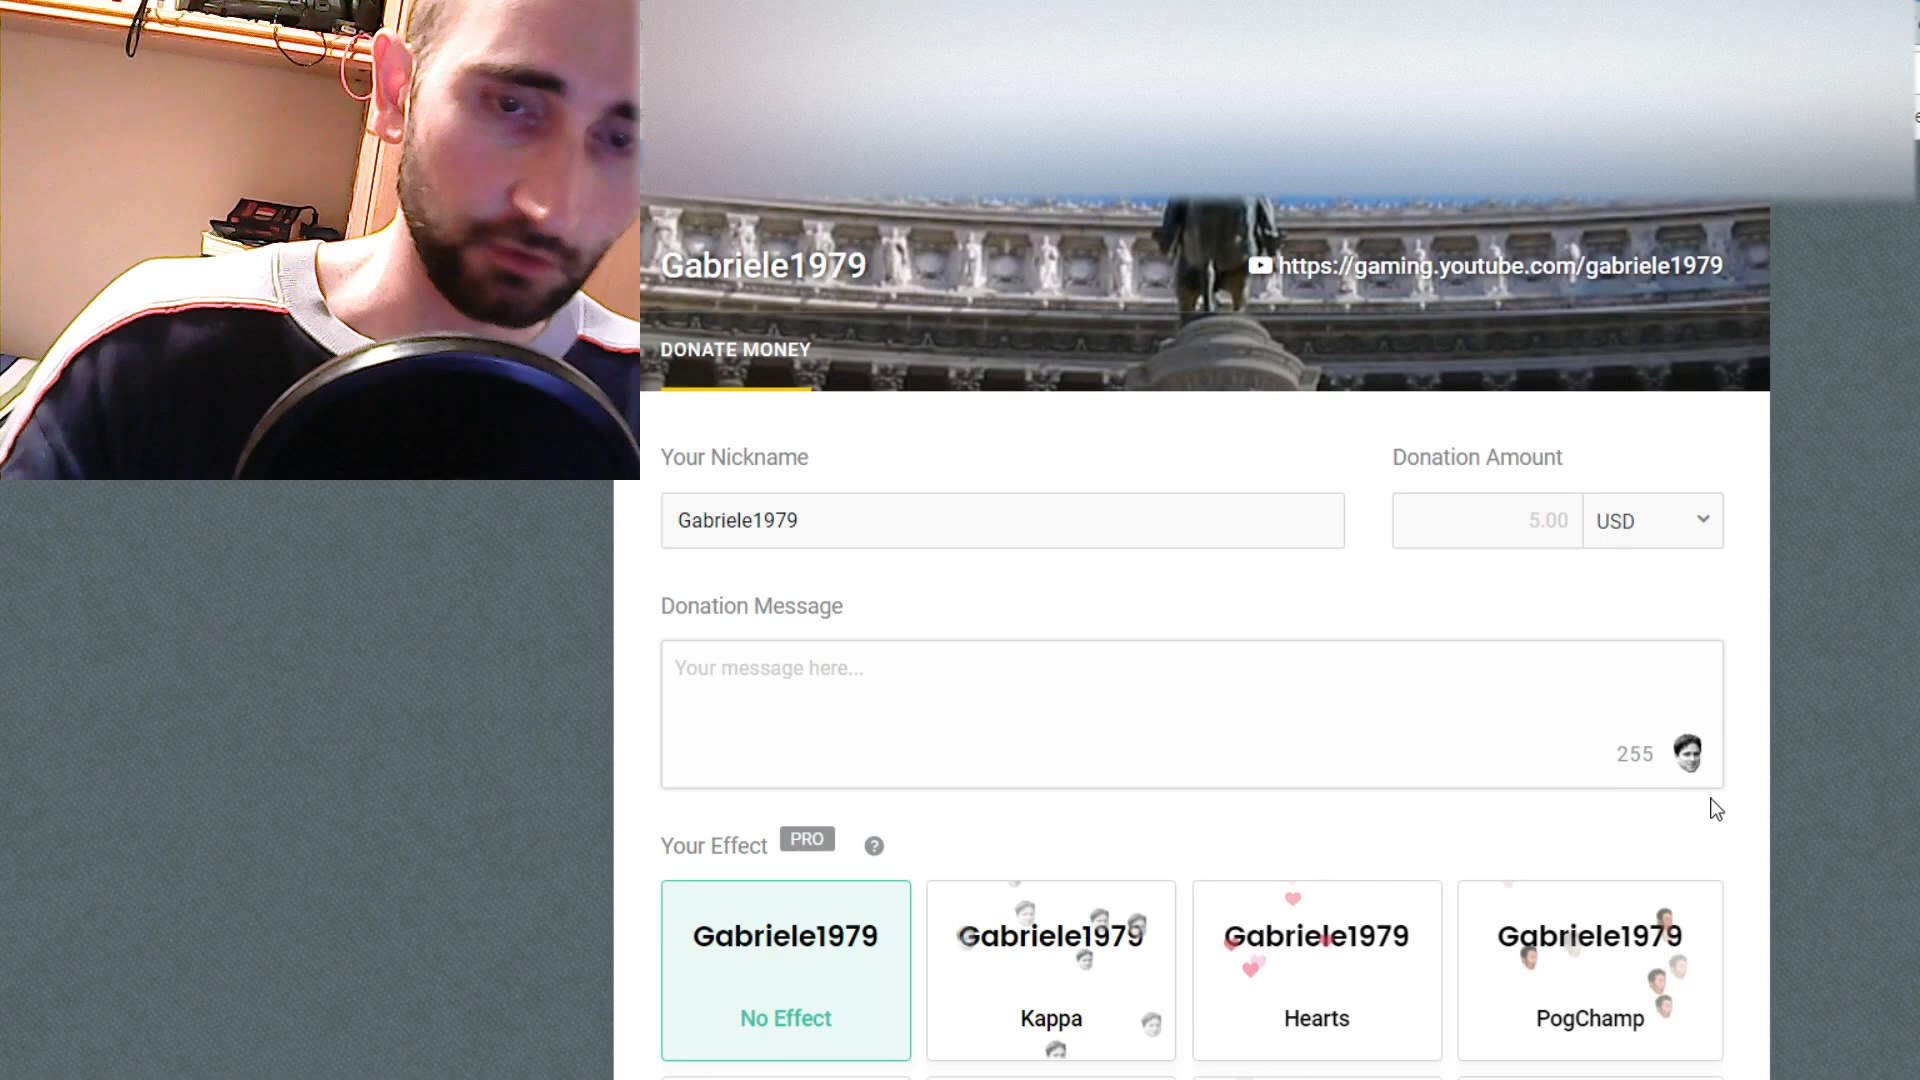 Gabriele1979
https://gaming.youtube.com/gabriele1979
DONATE MONEY
Your Nickname
Donation Amount
Gabriele1979
5.00
USD
Donation Message
Your message here...
255
Your Effect
PRO
?
Gabriele1979
Gabriele1979
Gabriele1979
Gabriele1979
No Effect
Kappa
Hearts
PogChamp